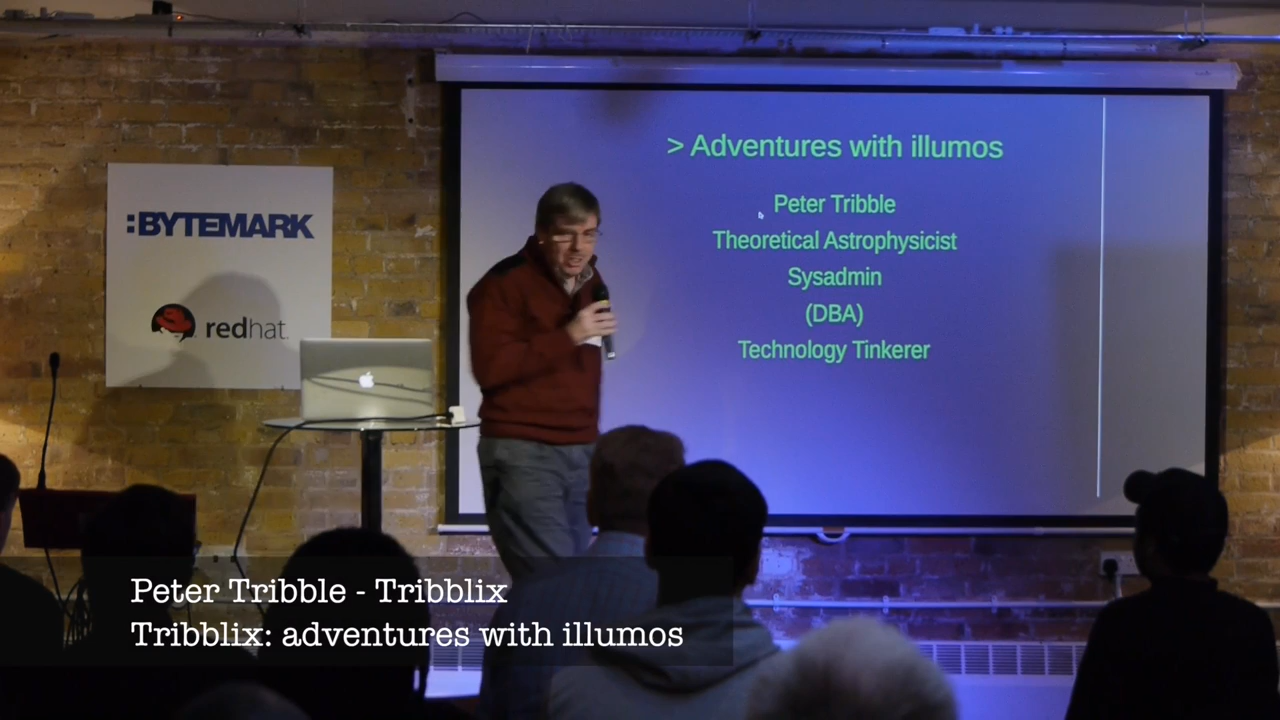 > Adventures with illumos
Peter Tribble
Theoretical Astrophysicist
Sysadmin
(DBA)
Technology Tinkerer
:BYTEMARK
redhat.
Peter Tribble - Tribblix
Tribblix: adventures with illumos